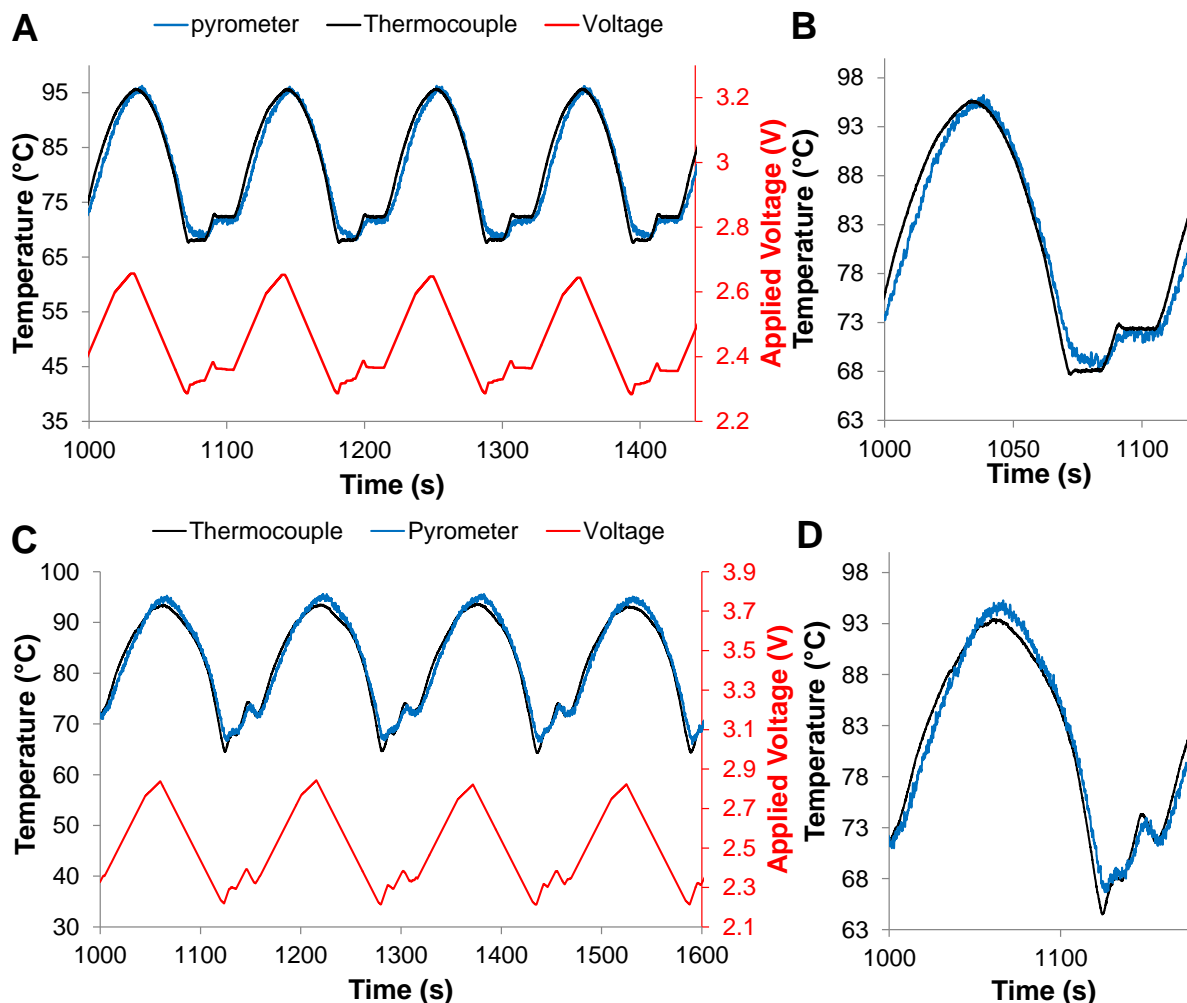 A
pyrometer Thermocouple Voltage
B
Temperature (°C)
95
85
75
65
55
45
35
3.2
3
2.8
2.6
2.4
2.2
Applied Voltage (V)
1000 1100 1200 1300 1400
Time (s)
Temperature (°C)
98
93
88
83
78
73
68
63
1000 1050 1100
Time (s)
C
Thermocouple Pyrometer Voltage
D
Temperature (°C)
100
90
80
70
60
50
40
30
3.9
3.7
3.5
3.3
3.1
2.9
2.7
2.5
2.3
2.1
Applied Voltage (V)
1000 1100 1200 1300 1400 1500 1600
Time (s)
Temperature (°C)
98
93
88
83
78
73
68
63
1000 1100
Time (s)